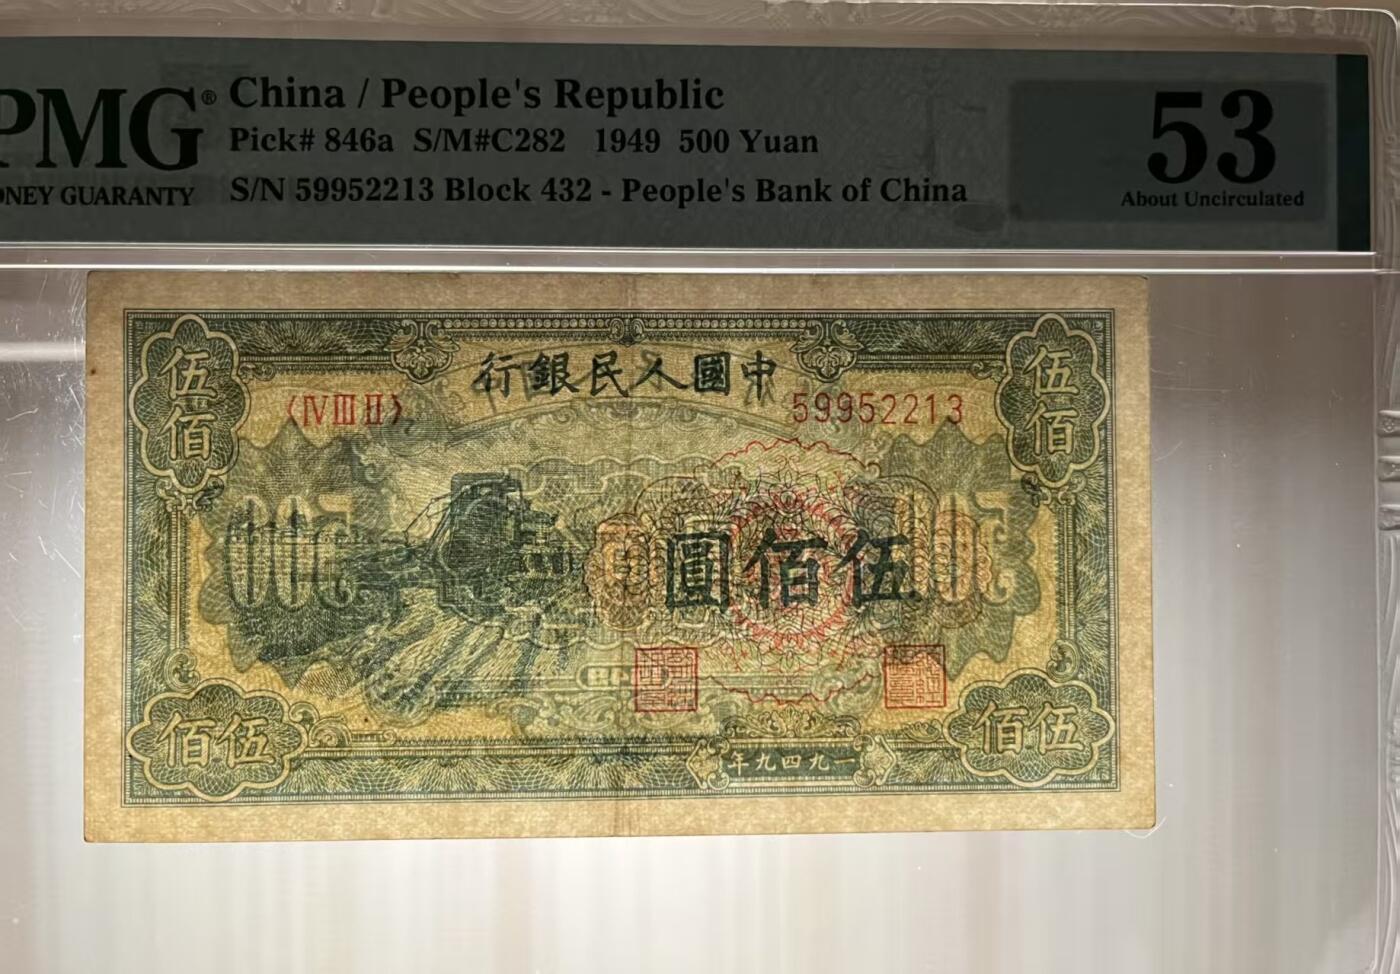 PMG®
ONEY GUARANTY
China / People's Republic
Pick# 846a S/M#C282 1949 500 Yuan
S/N 59952213 Block 432 - People's Bank of China
53
About Uncirculated
行銀民人國中
伍佰
伍佰
〈IV III II〉
59952213
圓佰伍
佰伍
佰伍
年九四九一